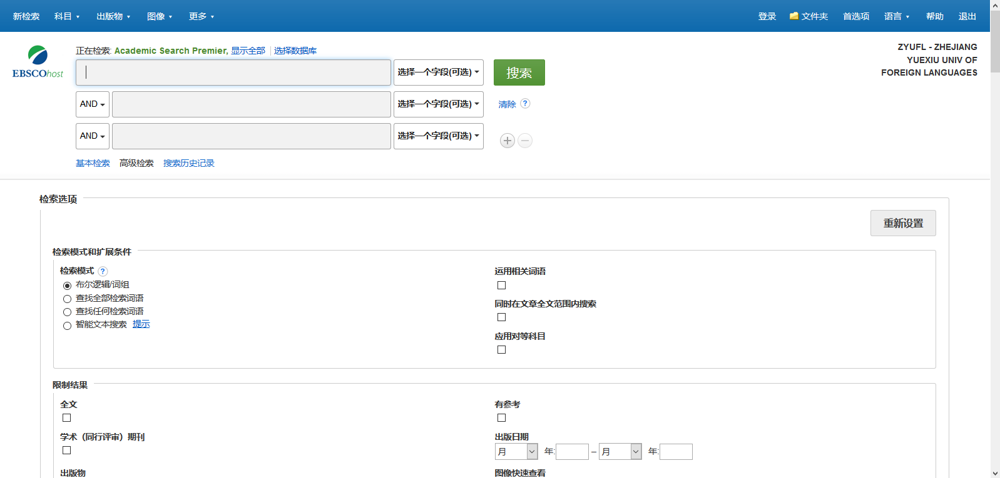 新检索 科目 出版物 图像 更多 登录 文件夹 首选项 语言 帮助 退出
EBSCOhost
正在检索: Academic Search Premier, 显示全部 选择数据库
ZYUFL - ZHEJIANG
YUEXIU UNIV OF
FOREIGN LANGUAGES
选择一个字段(可选) 搜索
AND 选择一个字段(可选) 清除 ?
AND 选择一个字段(可选)
基本检索 高级检索 搜索历史记录
检索选项
重新设置
检索模式和扩展条件
检索模式 ?
布尔逻辑/词组
查找全部检索词语
查找任何检索词语
智能文本搜索 提示
运用相关词语
同时在文章全文范围内搜索
应用对等科目
限制结果
全文
有参考
学术（同行评审）期刊
出版日期
月 年: – 月 年:
出版物
图像快速查看